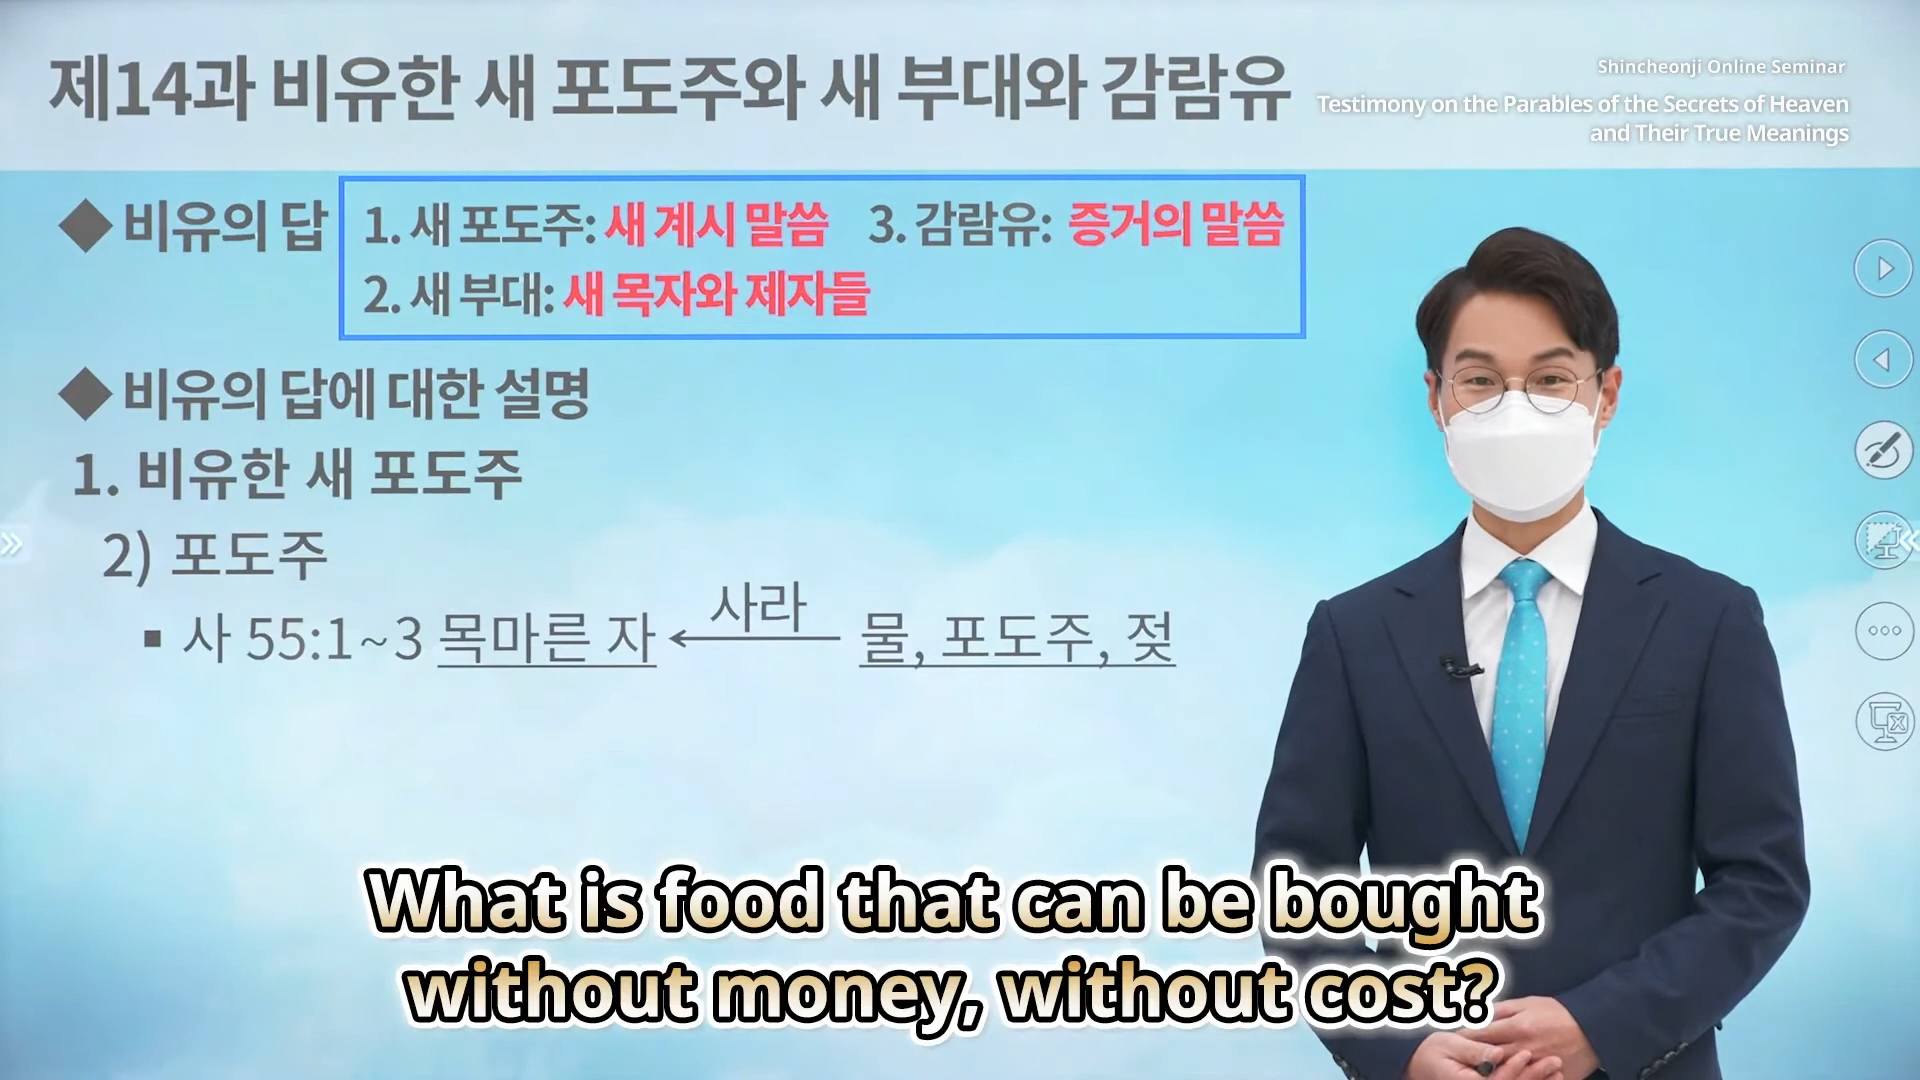 제14과 비유한 새 포도주와 새 부대와 감람유
Shincheonji Online Seminar
Testimony on the Parables of the Secrets of Heaven
and Their True Meanings
◆ 비유의 답
1. 새 포도주: 새 계시 말씀 3. 감람유: 증거의 말씀
2. 새 부대: 새 목자와 제자들
◆ 비유의 답에 대한 설명
1. 비유한 새 포도주
2) 포도주
사라
▪ 사 55:1~3 목마른 자 ← 물, 포도주, 젖
What is food that can be bought
without money, without cost?